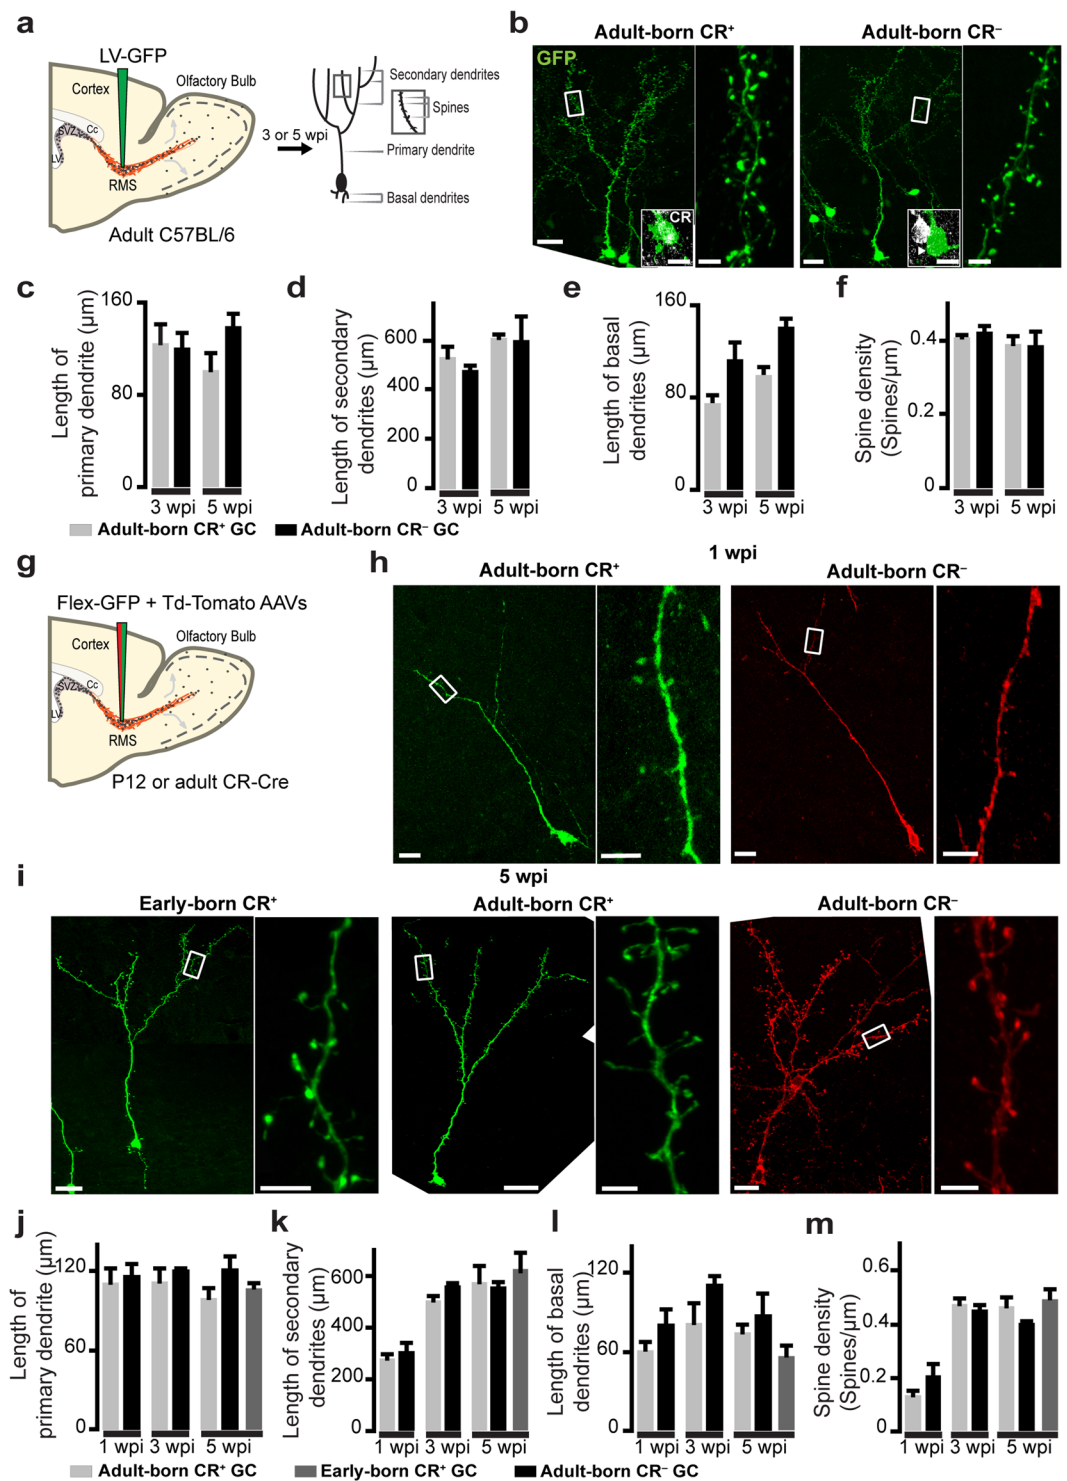 a
LV-GFP
Cortex
Olfactory Bulb
SVZ
Cc
LV
RMS
Adult C57BL/6
3 or 5 wpi
Secondary dendrites
Spines
Primary dendrite
Basal dendrites
b
Adult-born CR⁺
Adult-born CR⁻
GFP
CR
c
Length of
primary dendrite (µm)
160
80
0
3 wpi
5 wpi
d
Length of secondary
dendrites (µm)
600
400
200
0
3 wpi
5 wpi
e
Length of basal
dendrites (µm)
160
80
0
3 wpi
5 wpi
f
Spine density
(Spines/µm)
0.4
0.2
0
3 wpi
5 wpi
Adult-born CR⁺ GC
Adult-born CR⁻ GC
g
Flex-GFP + Td-Tomato AAVs
Cortex
Olfactory Bulb
SVZ
Cc
LV
RMS
P12 or adult CR-Cre
h
1 wpi
Adult-born CR⁺
Adult-born CR⁻
i
5 wpi
Early-born CR⁺
Adult-born CR⁺
Adult-born CR⁻
j
Length of
primary dendrite (µm)
120
60
0
1 wpi
3 wpi
5 wpi
k
Length of secondary
dendrites (µm)
600
400
200
0
1 wpi
3 wpi
5 wpi
l
Length of basal
dendrites (µm)
120
60
0
1 wpi
3 wpi
5 wpi
m
Spine density
(Spines/µm)
0.6
0.4
0.2
0
1 wpi
3 wpi
5 wpi
Adult-born CR⁺ GC
Early-born CR⁺ GC
Adult-born CR⁻ GC